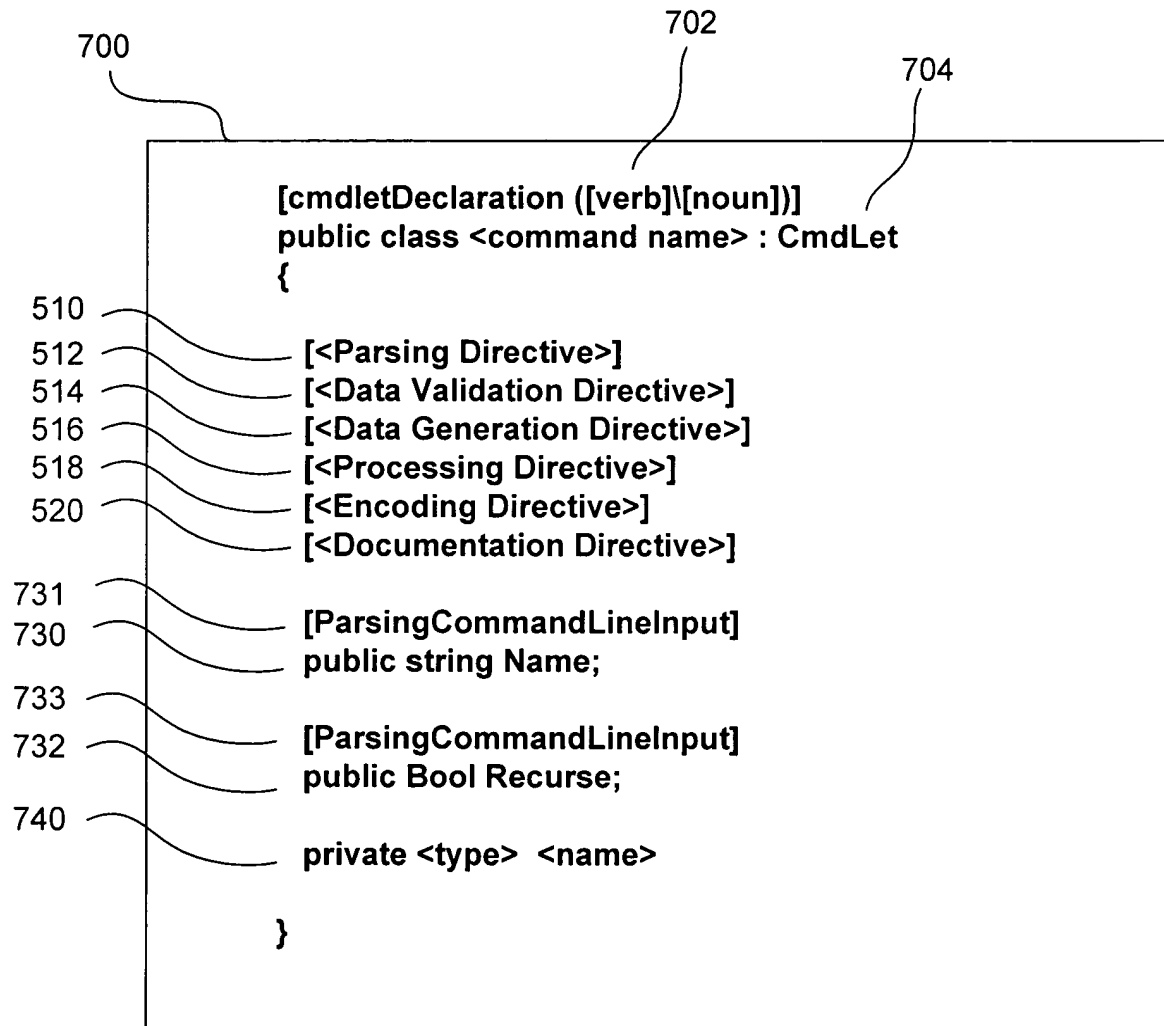 702
700
704
[cmdletDeclaration ([verb]\[noun])]
public class <command name> : CmdLet
{
510
[<Parsing Directive>]
512
[<Data Validation Directive>]
514
[<Data Generation Directive>]
516
[<Processing Directive>]
518
[<Encoding Directive>]
520
[<Documentation Directive>]
731
[ParsingCommandLineInput]
730
public string Name;
733
[ParsingCommandLineInput]
732
public Bool Recurse;
740
private <type> <name>
}